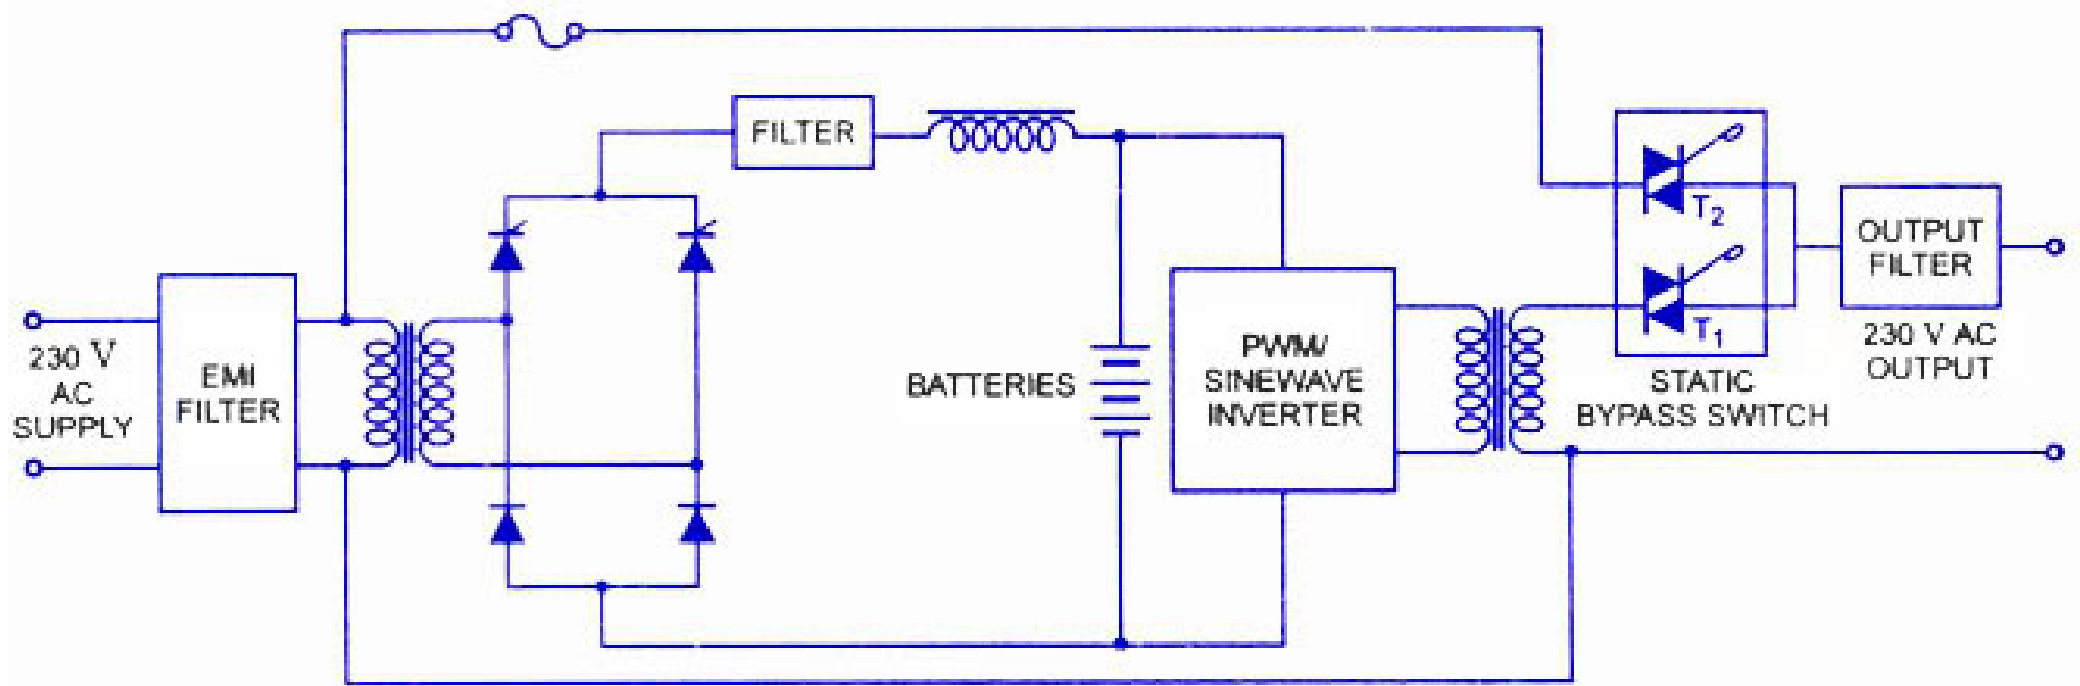 FILTER
T2
T1
OUTPUT
FILTER
230 V AC
OUTPUT
230 V
AC
SUPPLY
EMI
FILTER
BATTERIES
PWM/
SINEWAVE
INVERTER
STATIC
BYPASS SWITCH